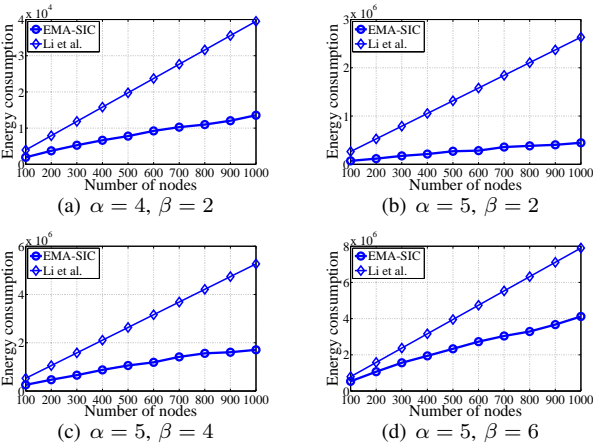 x 10^4
4
3
2
1
0
Energy consumption
EMA-SIC
Li et al.
100 200 300 400 500 600 700 800 900 1000
Number of nodes
(a) α = 4, β = 2
x 10^6
3
2
1
0
Energy consumption
EMA-SIC
Li et al.
100 200 300 400 500 600 700 800 900 1000
Number of nodes
(b) α = 5, β = 2
x 10^6
6
4
2
0
Energy consumption
EMA-SIC
Li et al.
100 200 300 400 500 600 700 800 900 1000
Number of nodes
(c) α = 5, β = 4
x 10^6
8
6
4
2
0
Energy consumption
EMA-SIC
Li et al.
100 200 300 400 500 600 700 800 900 1000
Number of nodes
(d) α = 5, β = 6